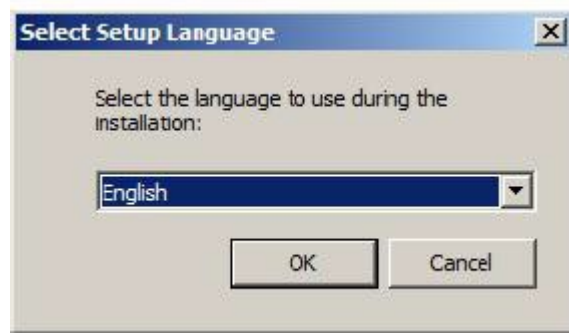 Select Setup Language
Select the language to use during the
installation:
English
OK
Cancel